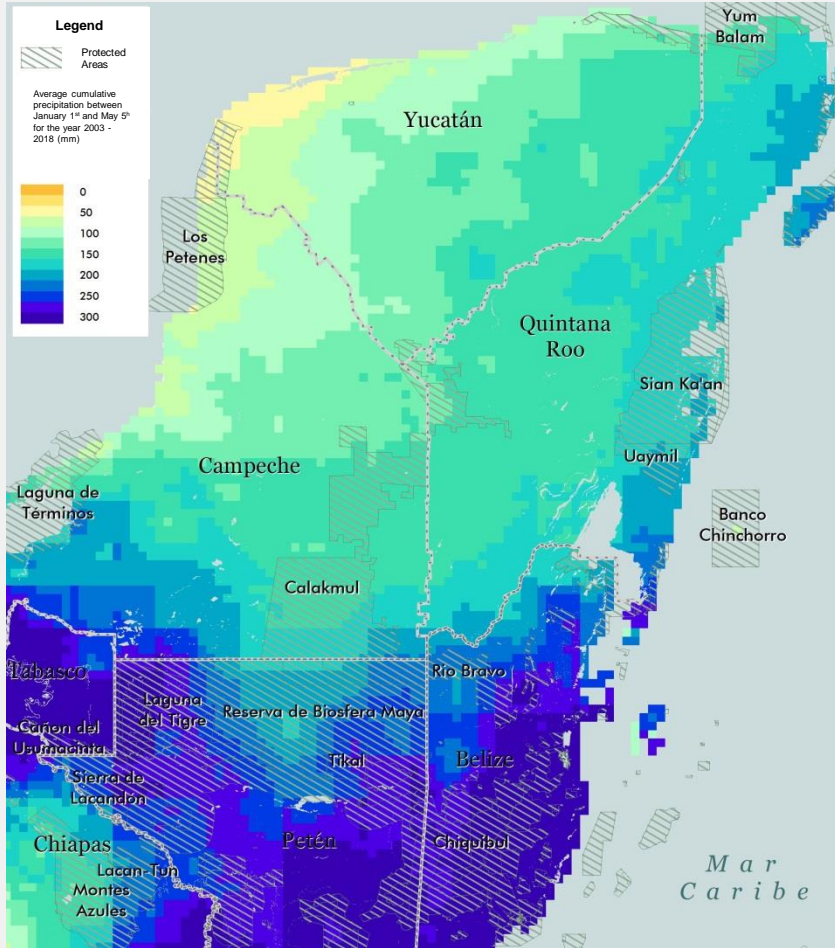 Legend
Protected
Areas
Average cumulative
precipitation between
January 1st and May 5th
for the year 2003 -
2018 (mm)
0
50
100
150
200
250
300
Yum
Balam
Yucatán
Los
Petenes
Quintana
Roo
Sian Ka'an
Campeche
Uaymil
Laguna de
Términos
Banco
Chinchorro
Calakmul
Tabasco
Rio Bravo
Laguna
del Tigre
Reserva de Biosfera Maya
Cañon del
Usumacinta
Tikal
Belize
Sierra de
Lacandón
Chiapas
Petén
Chiquibul
Lacan-Tun
Montes
Azules
Mar
Caribe